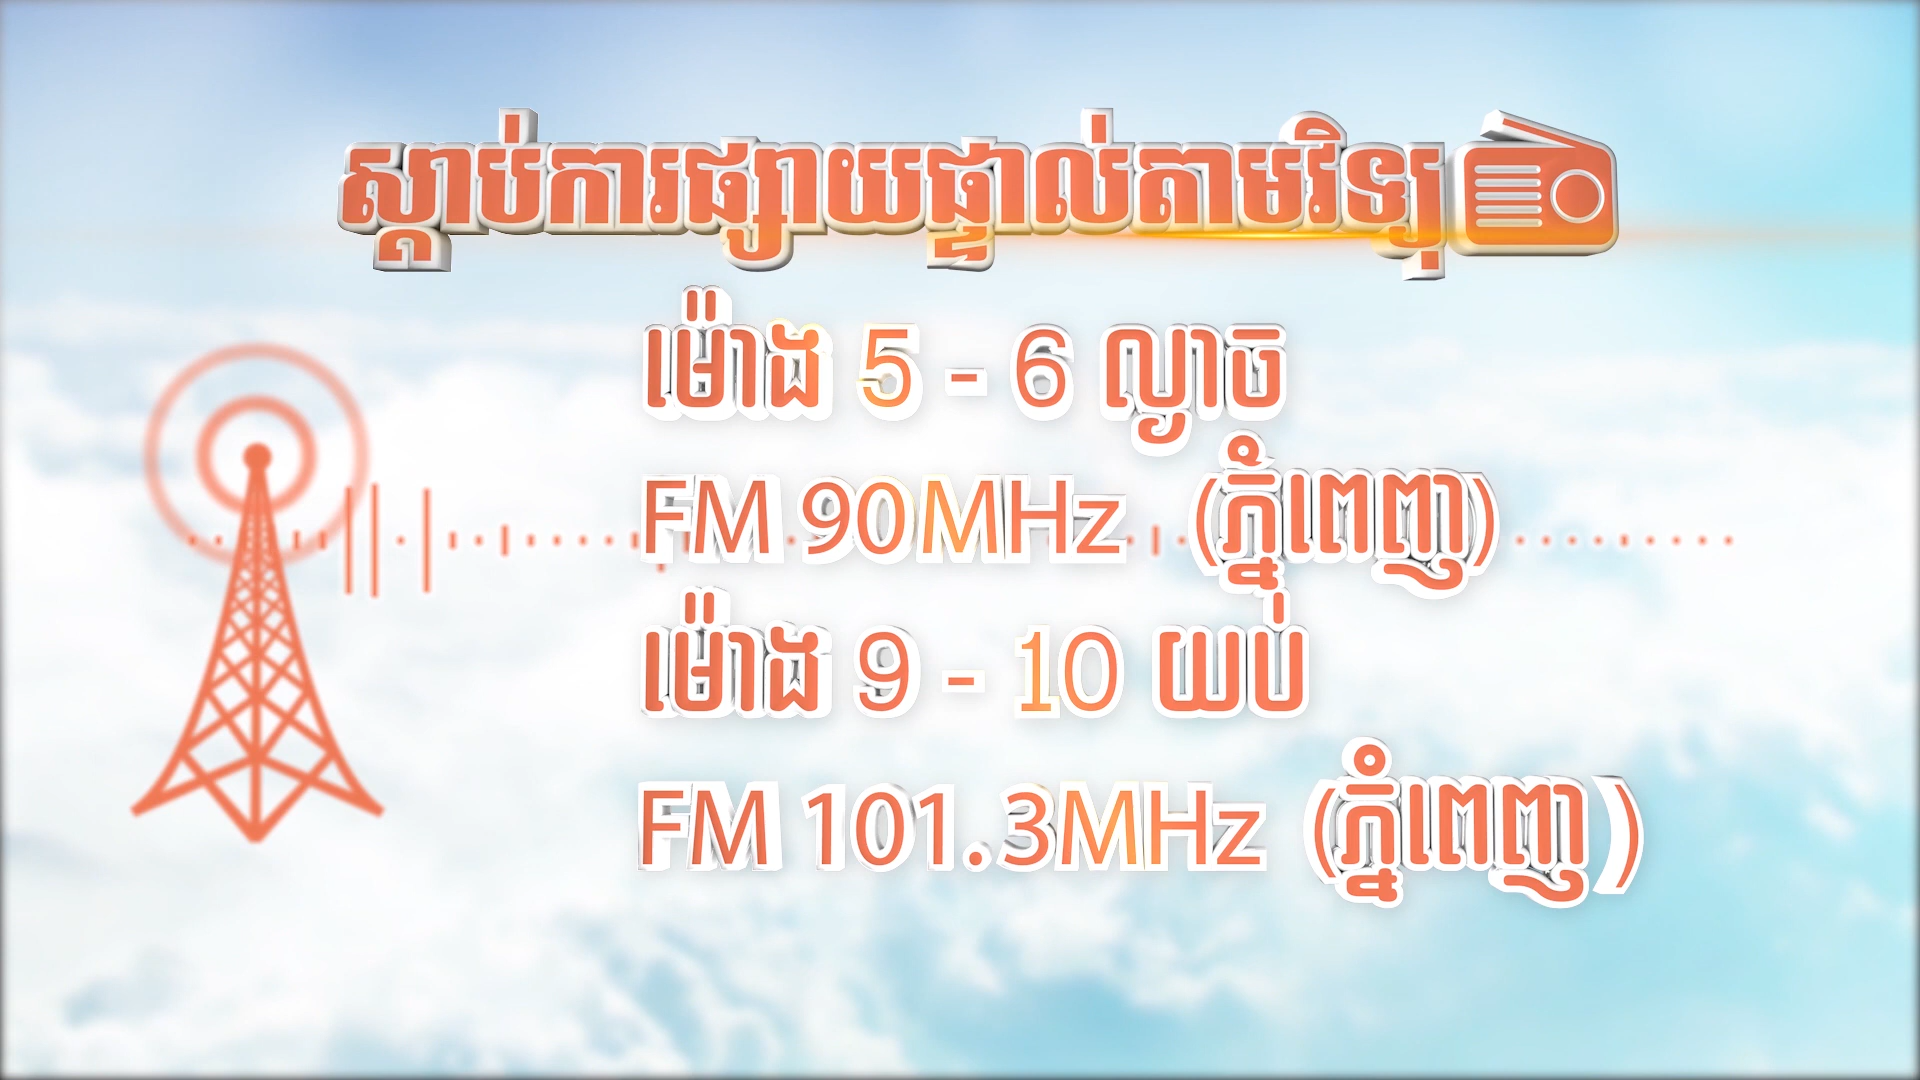 ស្ដាប់ការផ្សាយផ្ទាល់តាមវិទ្យុ
ម៉ោង 5 - 6 ល្ងាច
FM 90MHz (ភ្នំពេញ)
ម៉ោង 9 - 10 យប់
FM 101.3MHz (ភ្នំពេញ)